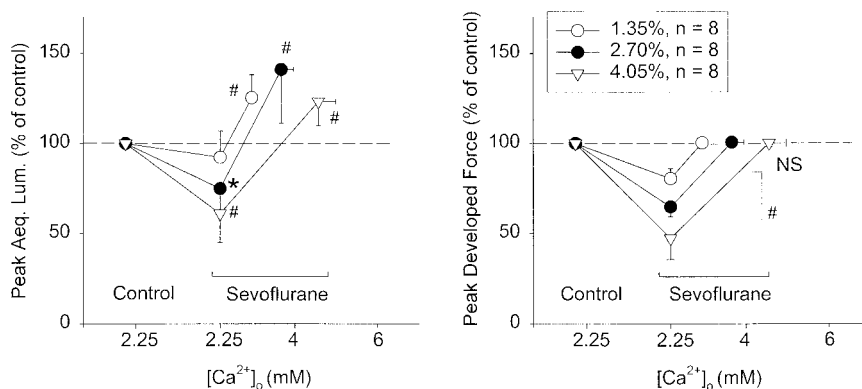 Peak Aeq. Lum. (% of control)
150
100
50
0
#
#
#
*
#
Control
Sevoflurane
2.25
2.25
4
6
[Ca2+]o (mM)
Peak Developed Force (% of control)
1.35%, n = 8
2.70%, n = 8
4.05%, n = 8
150
100
50
0
NS
#
Control
Sevoflurane
2.25
2.25
4
6
[Ca2+]o (mM)